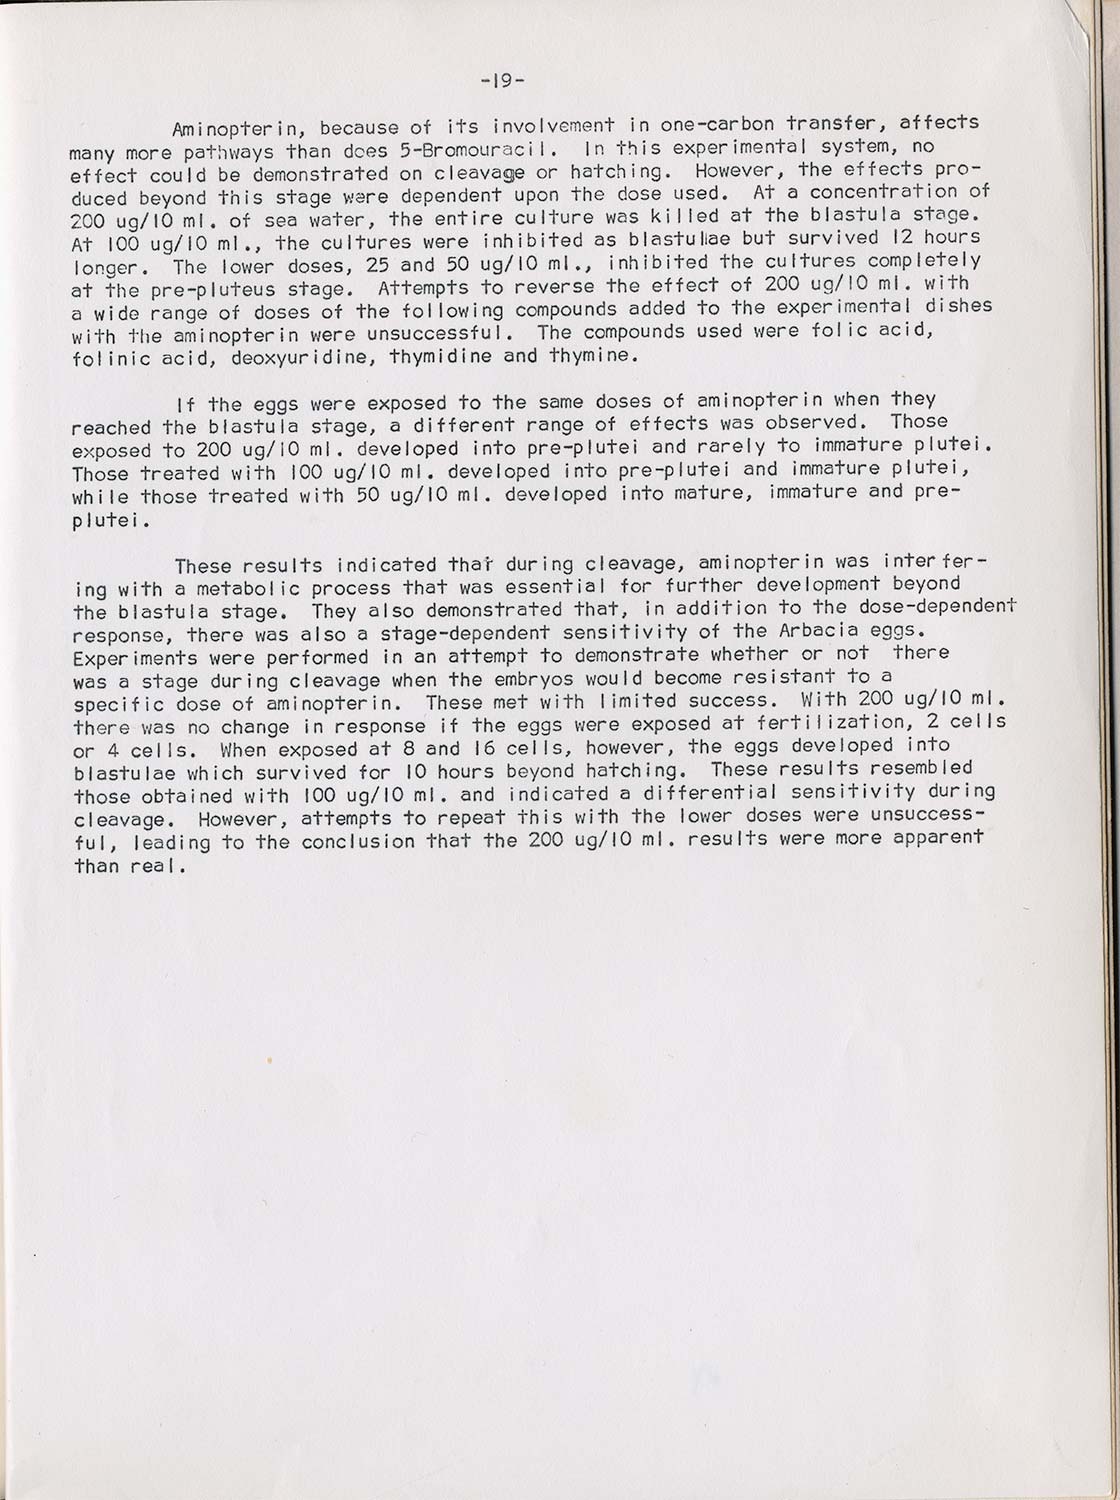 -19-
Aminopterin, because of its involvement in one-carbon transfer, affects
many more pathways than does 5-Bromouracil. In this experimental system, no
effect could be demonstrated on cleavage or hatching. However, the effects pro-
duced beyond this stage were dependent upon the dose used. At a concentration of
200 ug/10 ml. of sea water, the entire culture was killed at the blastula stage.
At 100 ug/10 ml., the cultures were inhibited as blastulae but survived 12 hours
longer. The lower doses, 25 and 50 ug/10 ml., inhibited the cultures completely
at the pre-pluteus stage. Attempts to reverse the effect of 200 ug/10 ml. with
a wide range of doses of the following compounds added to the experimental dishes
with the aminopterin were unsuccessful. The compounds used were folic acid,
folinic acid, deoxyuridine, thymidine and thymine.
If the eggs were exposed to the same doses of aminopterin when they
reached the blastula stage, a different range of effects was observed. Those
exposed to 200 ug/10 ml. developed into pre-plutei and rarely to immature plutei.
Those treated with 100 ug/10 ml. developed into pre-plutei and immature plutei,
while those treated with 50 ug/10 ml. developed into mature, immature and pre-
plutei.
These results indicated that during cleavage, aminopterin was interfer-
ing with a metabolic process that was essential for further development beyond
the blastula stage. They also demonstrated that, in addition to the dose-dependent
response, there was also a stage-dependent sensitivity of the Arbacia eggs.
Experiments were performed in an attempt to demonstrate whether or not there
was a stage during cleavage when the embryos would become resistant to a
specific dose of aminopterin. These met with limited success. With 200 ug/10 ml.
there was no change in response if the eggs were exposed at fertilization, 2 cells
or 4 cells. When exposed at 8 and 16 cells, however, the eggs developed into
blastulae which survived for 10 hours beyond hatching. These results resembled
those obtained with 100 ug/10 ml. and indicated a differential sensitivity during
cleavage. However, attempts to repeat this with the lower doses were unsuccess-
ful, leading to the conclusion that the 200 ug/10 ml. results were more apparent
than real.